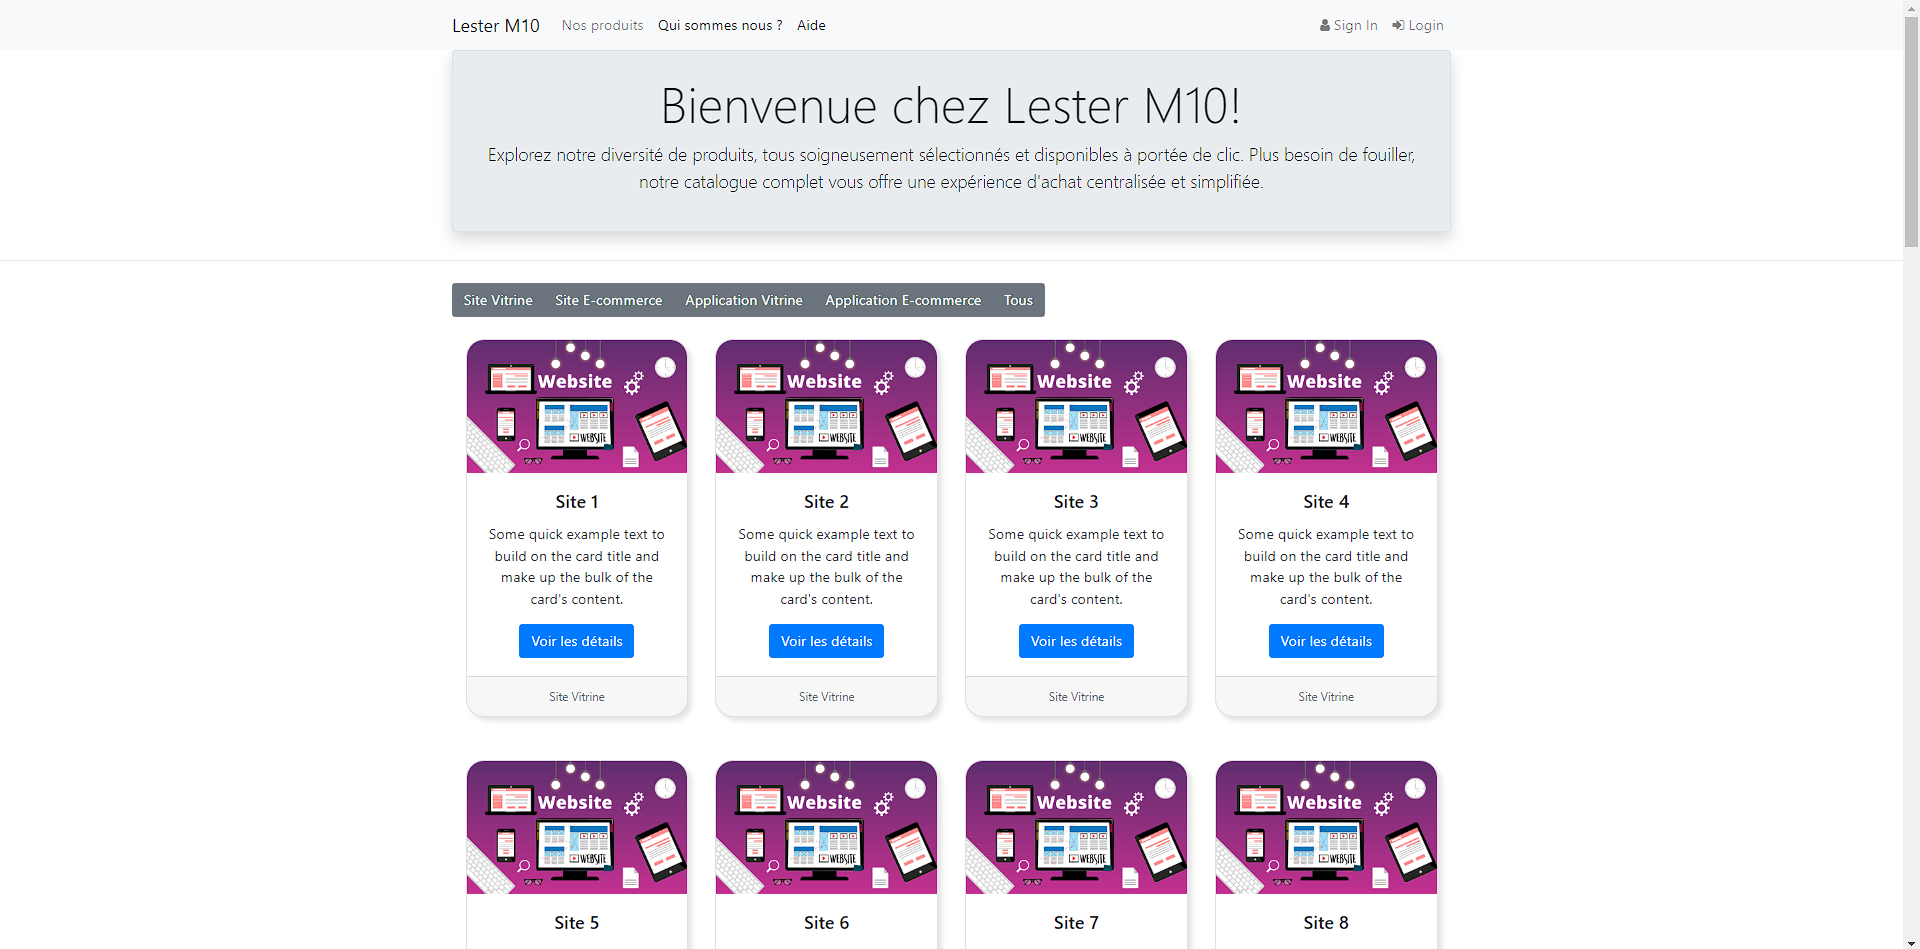 Lester M10 Nos produits Qui sommes nous ? Aide Sign In Login
Bienvenue chez Lester M10!
Explorez notre diversité de produits, tous soigneusement sélectionnés et disponibles à portée de clic. Plus besoin de fouiller,
notre catalogue complet vous offre une expérience d'achat centralisée et simplifiée.
Site Vitrine Site E-commerce Application Vitrine Application E-commerce Tous
Website
WEBSITE
Site 1
Some quick example text to
build on the card title and
make up the bulk of the
card's content.
Voir les détails
Site Vitrine
Website
WEBSITE
Site 2
Some quick example text to
build on the card title and
make up the bulk of the
card's content.
Voir les détails
Site Vitrine
Website
WEBSITE
Site 3
Some quick example text to
build on the card title and
make up the bulk of the
card's content.
Voir les détails
Site Vitrine
Website
WEBSITE
Site 4
Some quick example text to
build on the card title and
make up the bulk of the
card's content.
Voir les détails
Site Vitrine
Website
WEBSITE
Site 5
Website
WEBSITE
Site 6
Website
WEBSITE
Site 7
Website
WEBSITE
Site 8